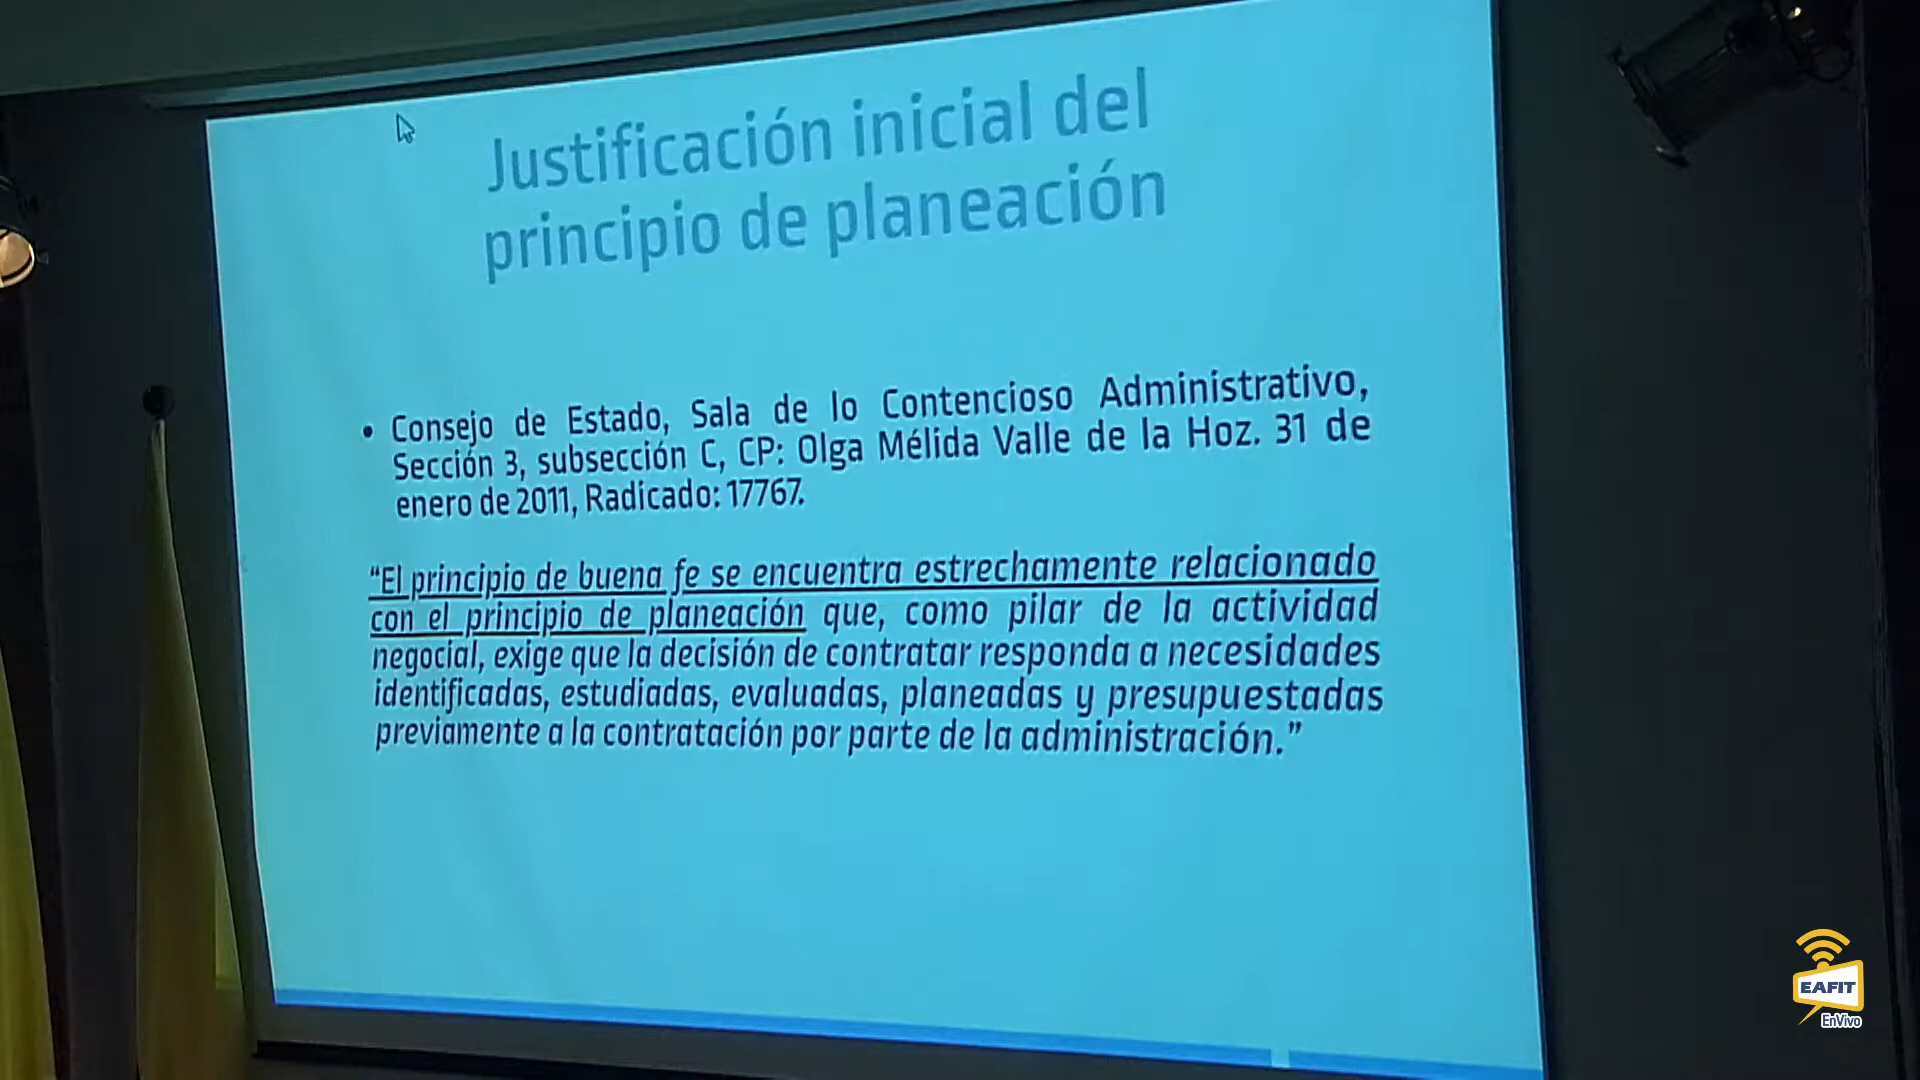 Justificación inicial del
principio de planeación
• Consejo de Estado, Sala de lo Contencioso Administrativo,
Sección 3, subsección C, CP: Olga Mélida Valle de la Hoz. 31 de
enero de 2011, Radicado: 17767.
“El principio de buena fe se encuentra estrechamente relacionado
con el principio de planeación que, como pilar de la actividad
negocial, exige que la decisión de contratar responda a necesidades
identificadas, estudiadas, evaluadas, planeadas y presupuestadas
previamente a la contratación por parte de la administración.”
EAFIT
EnVivo